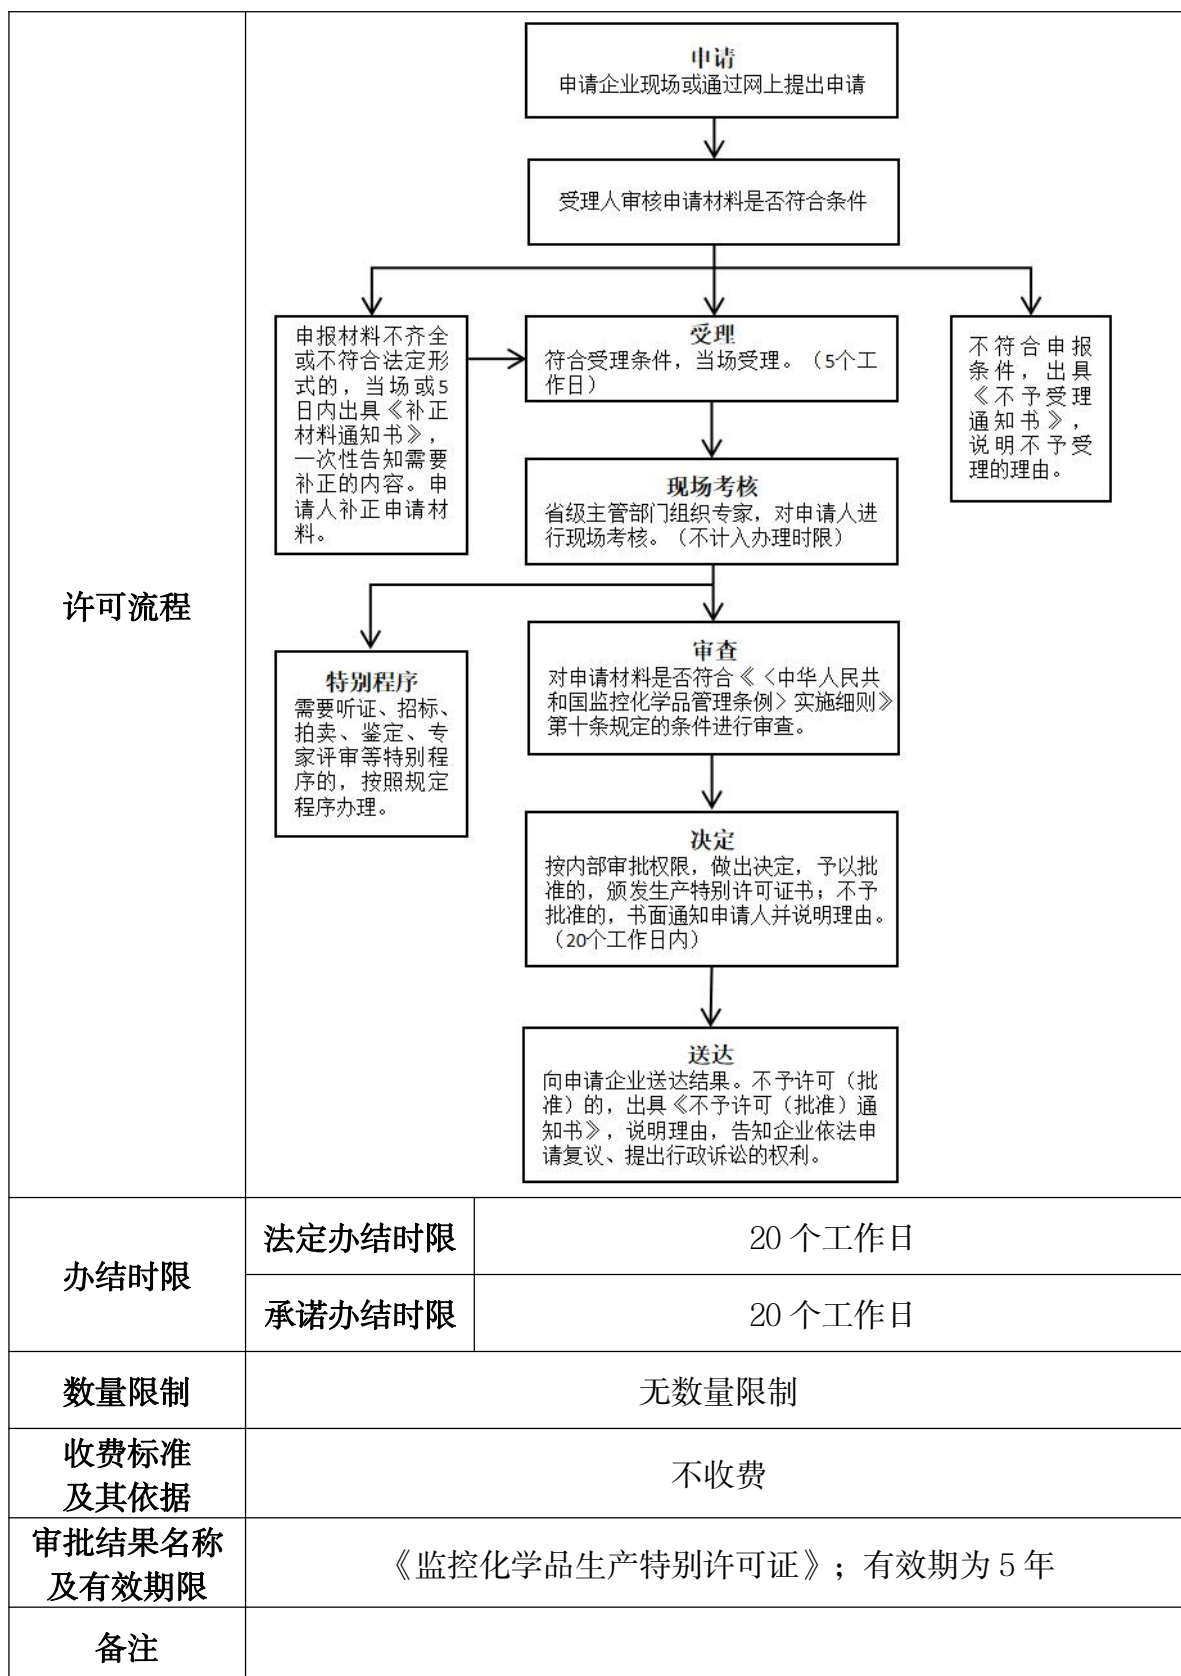 许可流程
申请
申请企业现场或通过网上提出申请
受理人审核申请材料是否符合条件
申报材料不齐全
或不符合法定形
式的，当场或5
日内出具《补正
材料通知书》，
一次性告知需要
补正的内容。申
请人补正申请材
料。
受理
符合受理条件，当场受理。（5个工
作日）
不符合申报
条件，出具
《不予受理
通知书》，
说明不予受
理的理由。
现场考核
省级主管部门组织专家，对申请人进
行现场考核。（不计入办理时限）
特别程序
需要听证、招标、
拍卖、鉴定、专
家评审等特别程
序的，按照规定
程序办理。
审查
对申请材料是否符合《〈中华人民共
和国监控化学品管理条例〉实施细则》
第十条规定的条件进行审查。
决定
按内部审批权限，做出决定，予以批
准的，颁发生产特别许可证书；不予
批准的，书面通知申请人并说明理由。
（20个工作日内）
送达
向申请企业送达结果。不予许可（批
准）的，出具《不予许可（批准）通
知书》，说明理由，告知企业依法申
请复议、提出行政诉讼的权利。
办结时限
法定办结时限
20 个工作日
承诺办结时限
20 个工作日
数量限制
无数量限制
收费标准
及其依据
不收费
审批结果名称
及有效期限
《监控化学品生产特别许可证》；有效期为 5 年
备注